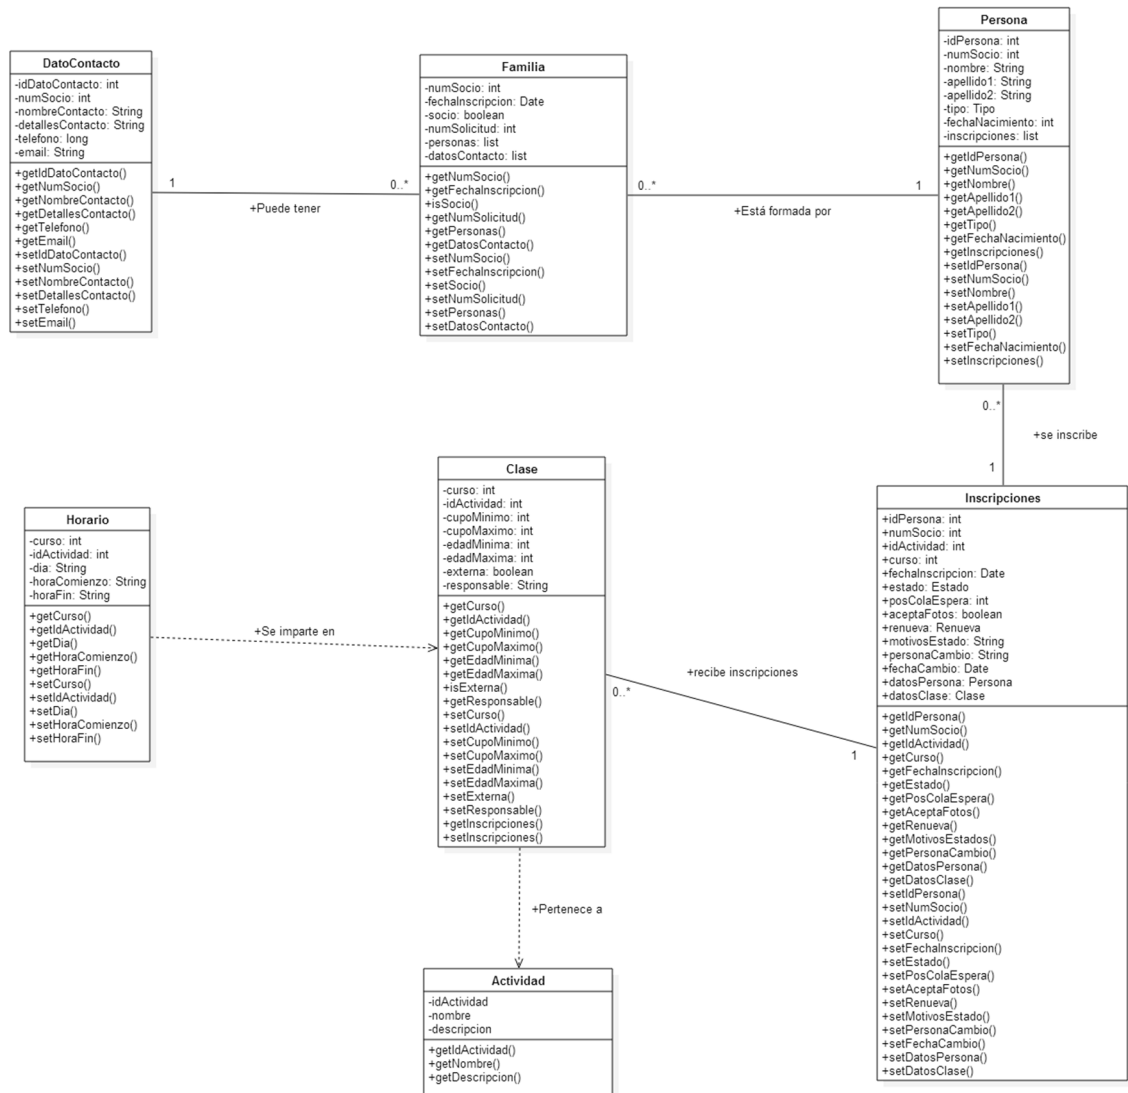 DatoContacto
-idDatoContacto: int
-numSocio: int
-nombreContacto: String
-detallesContacto: String
-telefono: long
-email: String
+getIdDatoContacto()
+getNumSocio()
+getNombreContacto()
+getDetallesContacto()
+getTelefono()
+getEmail()
+setIdDatoContacto()
+setNumSocio()
+setNombreContacto()
+setDetallesContacto()
+setTelefono()
+setEmail()
1
0..*
+Puede tener
Familia
-numSocio: int
-fechaInscripcion: Date
-socio: boolean
-numSolicitud: int
-personas: list
-datosContacto: list
+getNumSocio()
+getFechaInscripcion()
+isSocio()
+getNumSolicitud()
+getPersonas()
+getDatosContacto()
+setNumSocio()
+setFechaInscripcion()
+setSocio()
+setNumSolicitud()
+setPersonas()
+setDatosContacto()
0..*
1
+Está formada por
Persona
-idPersona: int
-numSocio: int
-nombre: String
-apellido1: String
-apellido2: String
-tipo: Tipo
-fechaNacimiento: int
-inscripciones: list
+getIdPersona()
+getNumSocio()
+getNombre()
+getApellido1()
+getApellido2()
+getTipo()
+getFechaNacimiento()
+getInscripciones()
+setIdPersona()
+setNumSocio()
+setNombre()
+setApellido1()
+setApellido2()
+setTipo()
+setFechaNacimiento()
+setInscripciones()
0..*
+se inscribe
1
Horario
-curso: int
-idActividad: int
-dia: String
-horaComienzo: String
-horaFin: String
+getCurso()
+getIdActividad()
+getDia()
+getHoraComienzo()
+getHoraFin()
+setCurso()
+setIdActividad()
+setDia()
+setHoraComienzo()
+setHoraFin()
+Se imparte en
Clase
-curso: int
-idActividad: int
-cupoMinimo: int
-cupoMaximo: int
-edadMinima: int
-edadMaxima: int
-externa: boolean
-responsable: String
+getCurso()
+getIdActividad()
+getCupoMinimo()
+getCupoMaximo()
+getEdadMinima()
+getEdadMaxima()
+isExterna()
+getResponsable()
+setCurso()
+setIdActividad()
+setCupoMinimo()
+setCupoMaximo()
+setEdadMinima()
+setEdadMaxima()
+setExterna()
+setResponsable()
+getInscripciones()
+setInscripciones()
+recibe inscripciones
0..*
1
Inscripciones
+idPersona: int
+numSocio: int
+idActividad: int
+curso: int
+fechaInscripcion: Date
+estado: Estado
+posColaEspera: int
+aceptaFotos: boolean
+renueva: Renueva
+motivosEstado: String
+personaCambio: String
+fechaCambio: Date
+datosPersona: Persona
+datosClase: Clase
+getIdPersona()
+getNumSocio()
+getIdActividad()
+getCurso()
+getFechaInscripcion()
+getEstado()
+getPosColaEspera()
+getAceptaFotos()
+getRenueva()
+getMotivosEstados()
+getPersonaCambio()
+getDatosPersona()
+getDatosClase()
+setIdPersona()
+setNumSocio()
+setIdActividad()
+setCurso()
+setFechaInscripcion()
+setEstado()
+setPosColaEspera()
+setAceptaFotos()
+setRenueva()
+setMotivosEstado()
+setPersonaCambio()
+setFechaCambio()
+setDatosPersona()
+setDatosClase()
+Pertenece a
Actividad
-idActividad
-nombre
-descripcion
+getIdActividad()
+getNombre()
+getDescripcion()